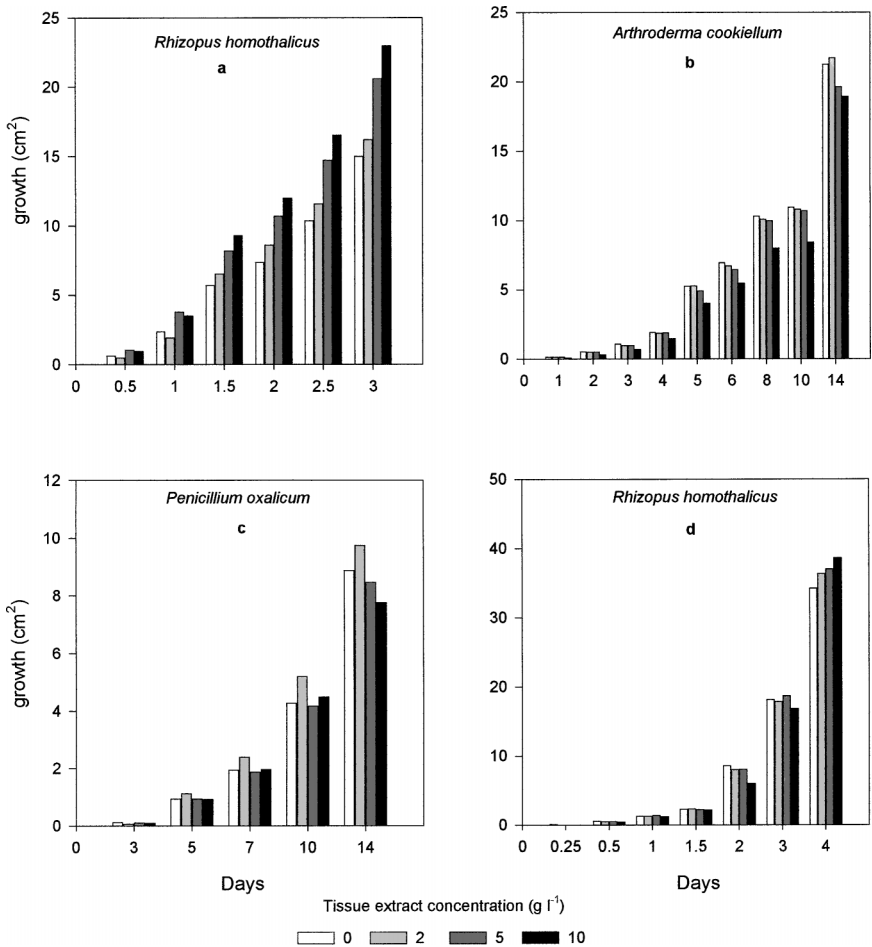 Rhizopus homothalicus
a
growth (cm2)
25
20
15
10
5
0
0 0.5 1 1.5 2 2.5 3
Arthroderma cookiellum
b
25
20
15
10
5
0
0 1 2 3 4 5 6 8 10 14
Penicillium oxalicum
c
growth (cm2)
12
10
8
6
4
2
0
0 3 5 7 10 14
Days
Rhizopus homothalicus
d
50
40
30
20
10
0
0 0.25 0.5 1 1.5 2 3 4
Days
Tissue extract concentration (g l-1)
0 2 5 10